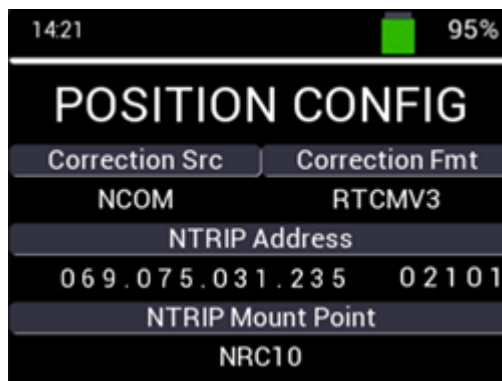 14:21 95%
POSITION CONFIG
Correction Src Correction Fmt
NCOM RTCMV3
NTRIP Address
069.075.031.235 02101
NTRIP Mount Point
NRC10